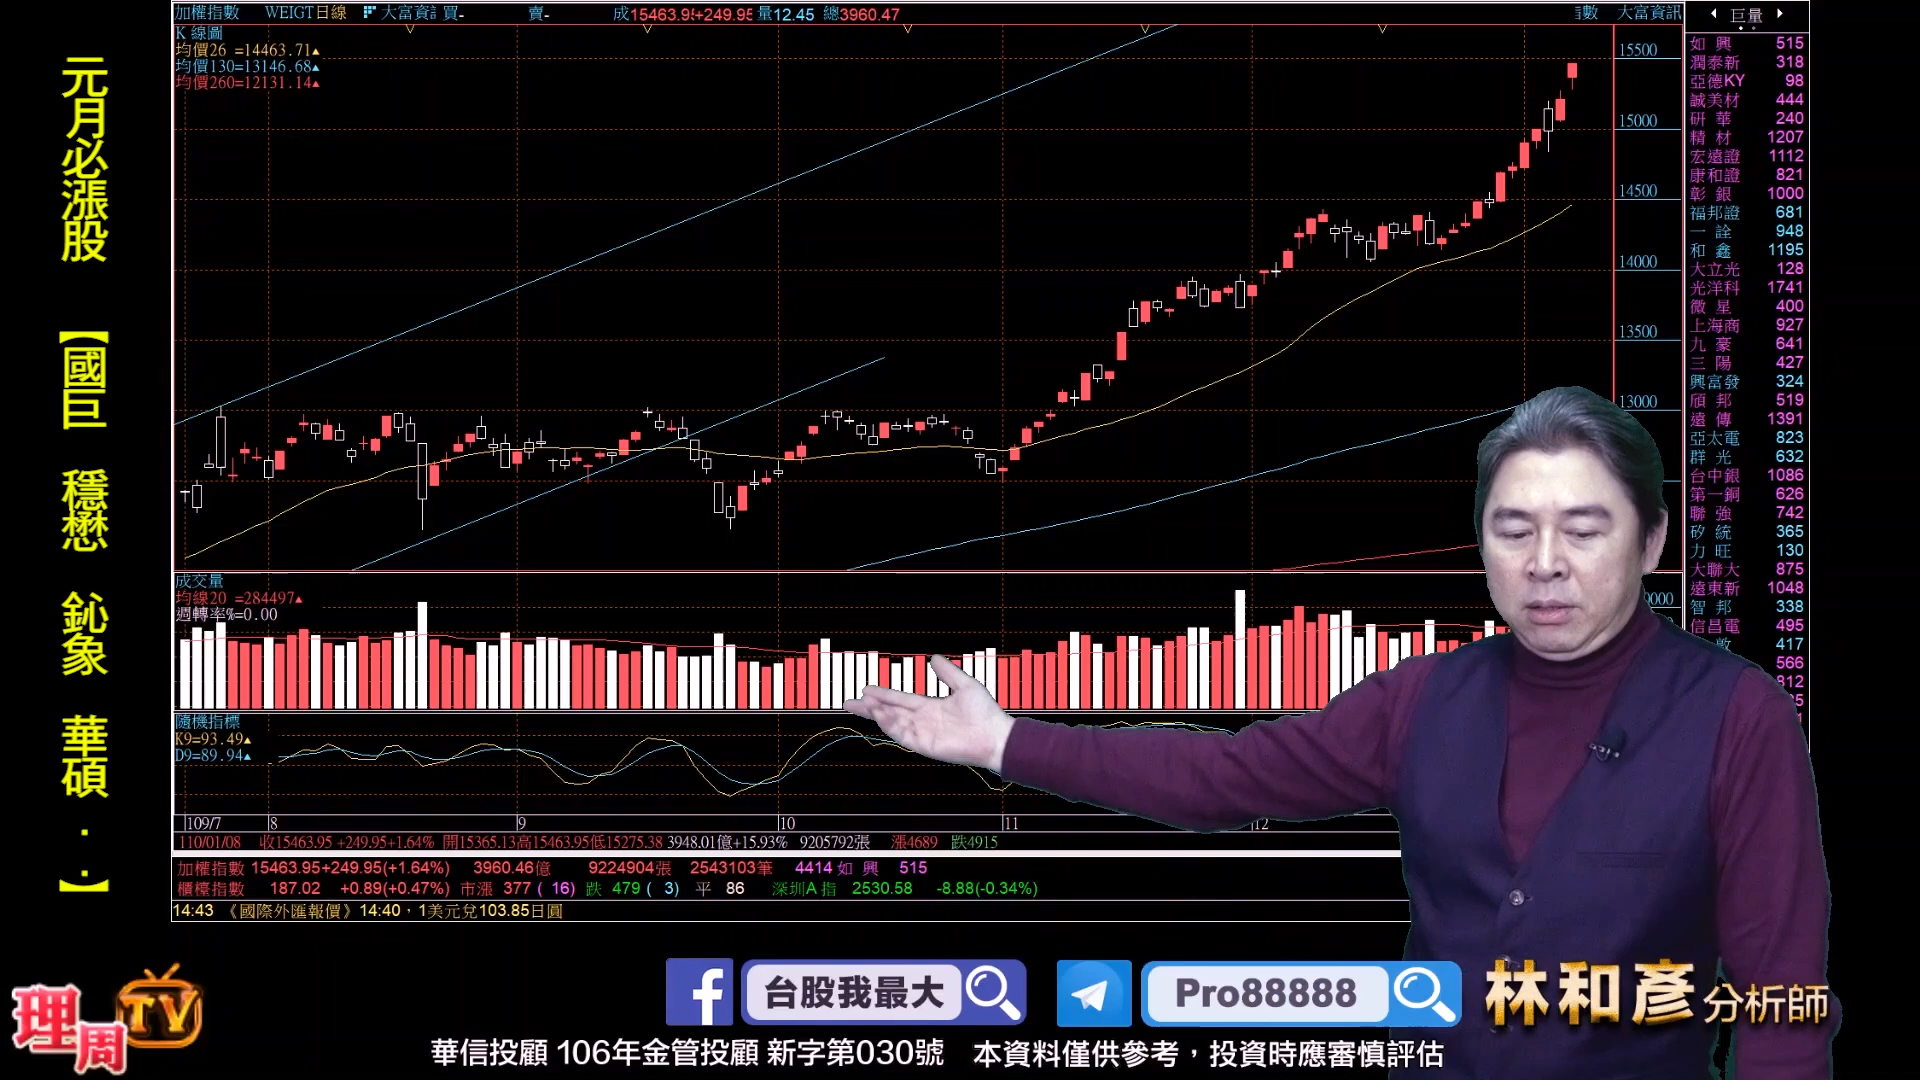 元月必漲股 【國巨 穩懋 鈊象 華碩...】
加權指數 WEIGT日線 大富資訊 買- 賣- 成15463.95+249.95 量12.45 總3960.47 大富資訊
K 線圖
均價26 =14463.71▲
均價130=13146.68▲
均價260=12131.14▲
15500
15000
14500
14000
13500
13000
成交量
均線20 =284497▲
週轉率%=0.00
隨機指標
K9=93.49▲
D9=89.94▲
109/7 8 9 10 11 12
110/01/08 收15463.95 +249.95+1.64% 開15365.13高15463.95低15275.38 3948.01億+15.93% 9205792張 漲4689 跌4915
加權指數 15463.95+249.95(+1.64%) 3960.46億 9224904張 2543103筆 4414 如 興 515
櫃檯指數 187.02 +0.89(+0.47%) 市漲 377 ( 16) 跌 479 ( 3) 平 86 深圳A指 2530.58 -8.88(-0.34%)
14:43 《國際外匯報價》14:40，1美元兌103.85日圓
巨量
如 興 515
潤泰新 318
亞德KY 98
誠美材 444
研 華 240
精 材 1207
宏遠證 1112
康和證 821
彰 銀 1000
福邦證 681
一 詮 948
和 鑫 1195
大立光 128
光洋科 1741
微 星 400
上海商 927
九 豪 641
三 陽 427
興富發 324
頎 邦 519
遠 傳 1391
亞太電 823
群 光 632
台中銀 1086
第一銅 626
聯 強 742
矽 統 365
力 旺 130
大聯大 875
遠東新 1048
智 邦 338
信昌電 495
417
566
812
理周TV
台股我最大
Pro88888
林和彥 分析師
華信投顧 106年金管投顧 新字第030號 本資料僅供參考，投資時應審慎評估